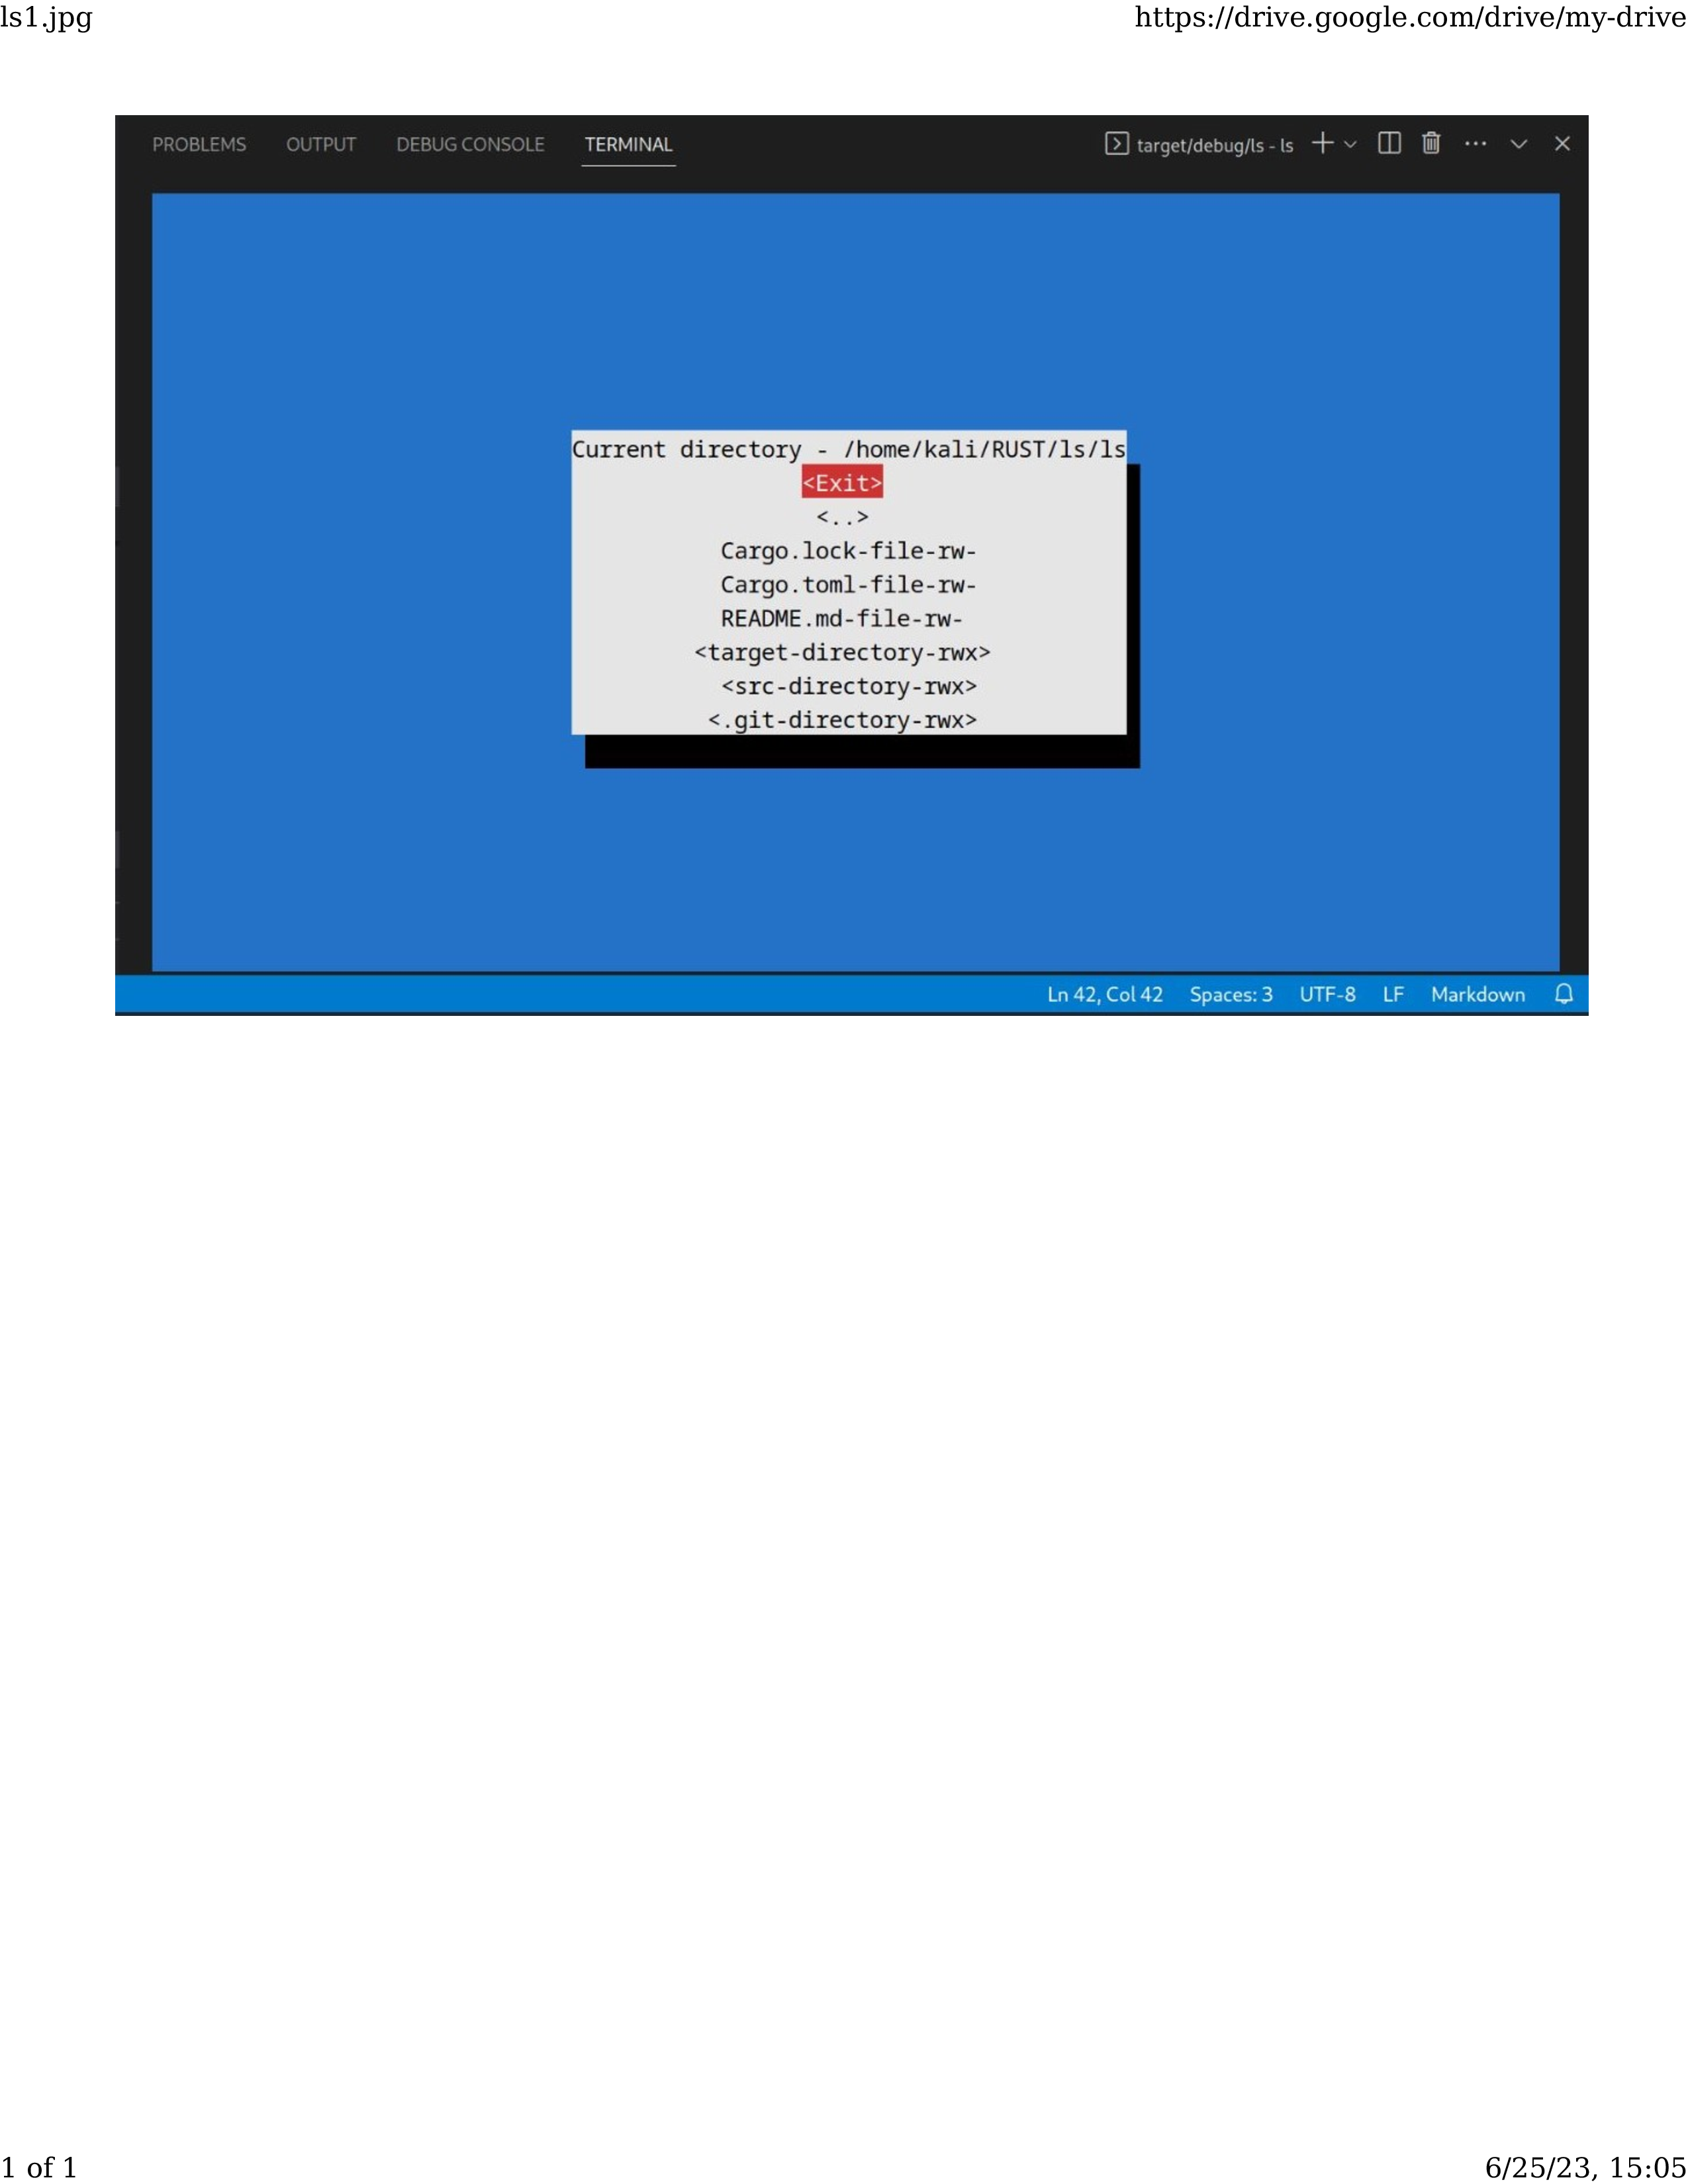 ls1.jpg https://drive.google.com/drive/my-drive
PROBLEMS OUTPUT DEBUG CONSOLE TERMINAL target/debug/ls - ls
Current directory - /home/kali/RUST/ls/ls
<Exit>
<..>
Cargo.lock-file-rw-
Cargo.toml-file-rw-
README.md-file-rw-
<target-directory-rwx>
<src-directory-rwx>
<.git-directory-rwx>
Ln 42, Col 42 Spaces: 3 UTF-8 LF Markdown
1 of 1 6/25/23, 15:05